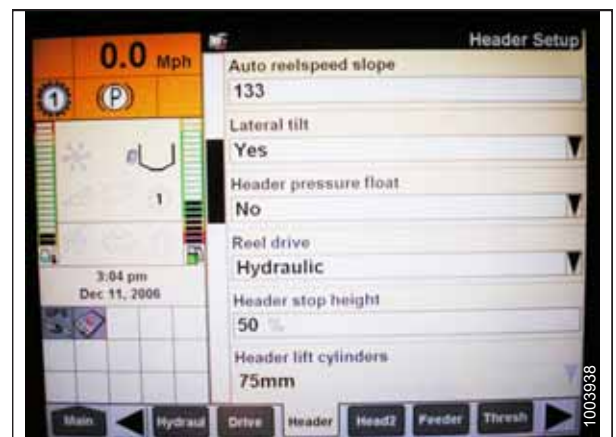 0.0 Mph
1
(P)
1
3:04 pm
Dec 11, 2006
GPS
Header Setup
Auto reelspeed slope
133
Lateral tilt
Yes
Header pressure float
No
Reel drive
Hydraulic
Header stop height
50 %
Header lift cylinders
75mm
Main
Hydraul
Drive
Header
Head2
Feeder
Thresh
1003938